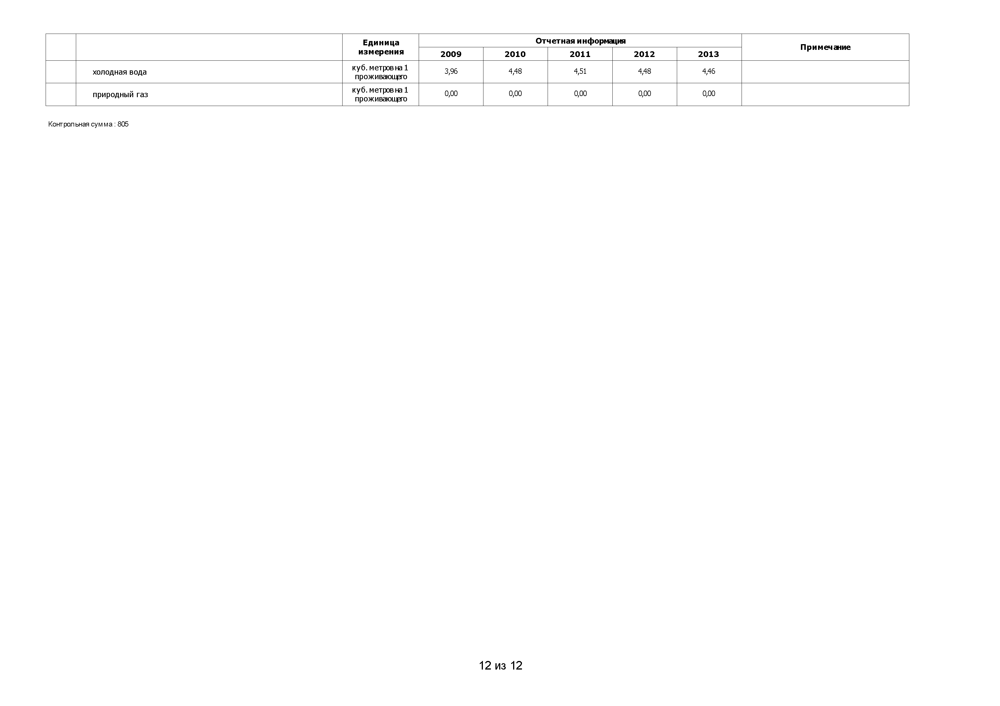 Единица измерения Отчетная информация Примечание
2009 2010 2011 2012 2013
холодная вода куб. метров на 1 проживающего 3,96 4,48 4,51 4,48 4,46
природный газ куб. метров на 1 проживающего 0,00 0,00 0,00 0,00 0,00
Контрольная сумма : 805
12 из 12